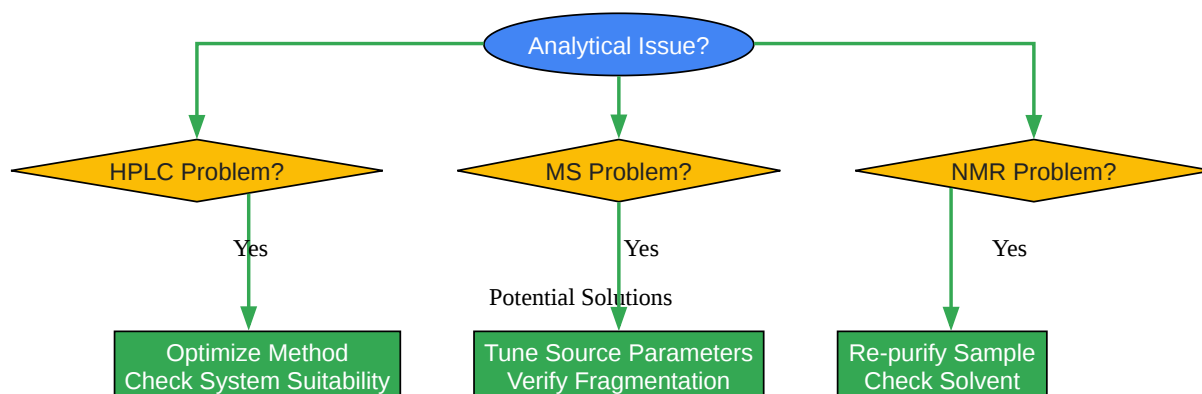 Analytical Issue?
HPLC Problem?
MS Problem?
NMR Problem?
Yes
Yes
Yes
Potential Solutions
Optimize Method
Check System Suitability
Tune Source Parameters
Verify Fragmentation
Re-purify Sample
Check Solvent